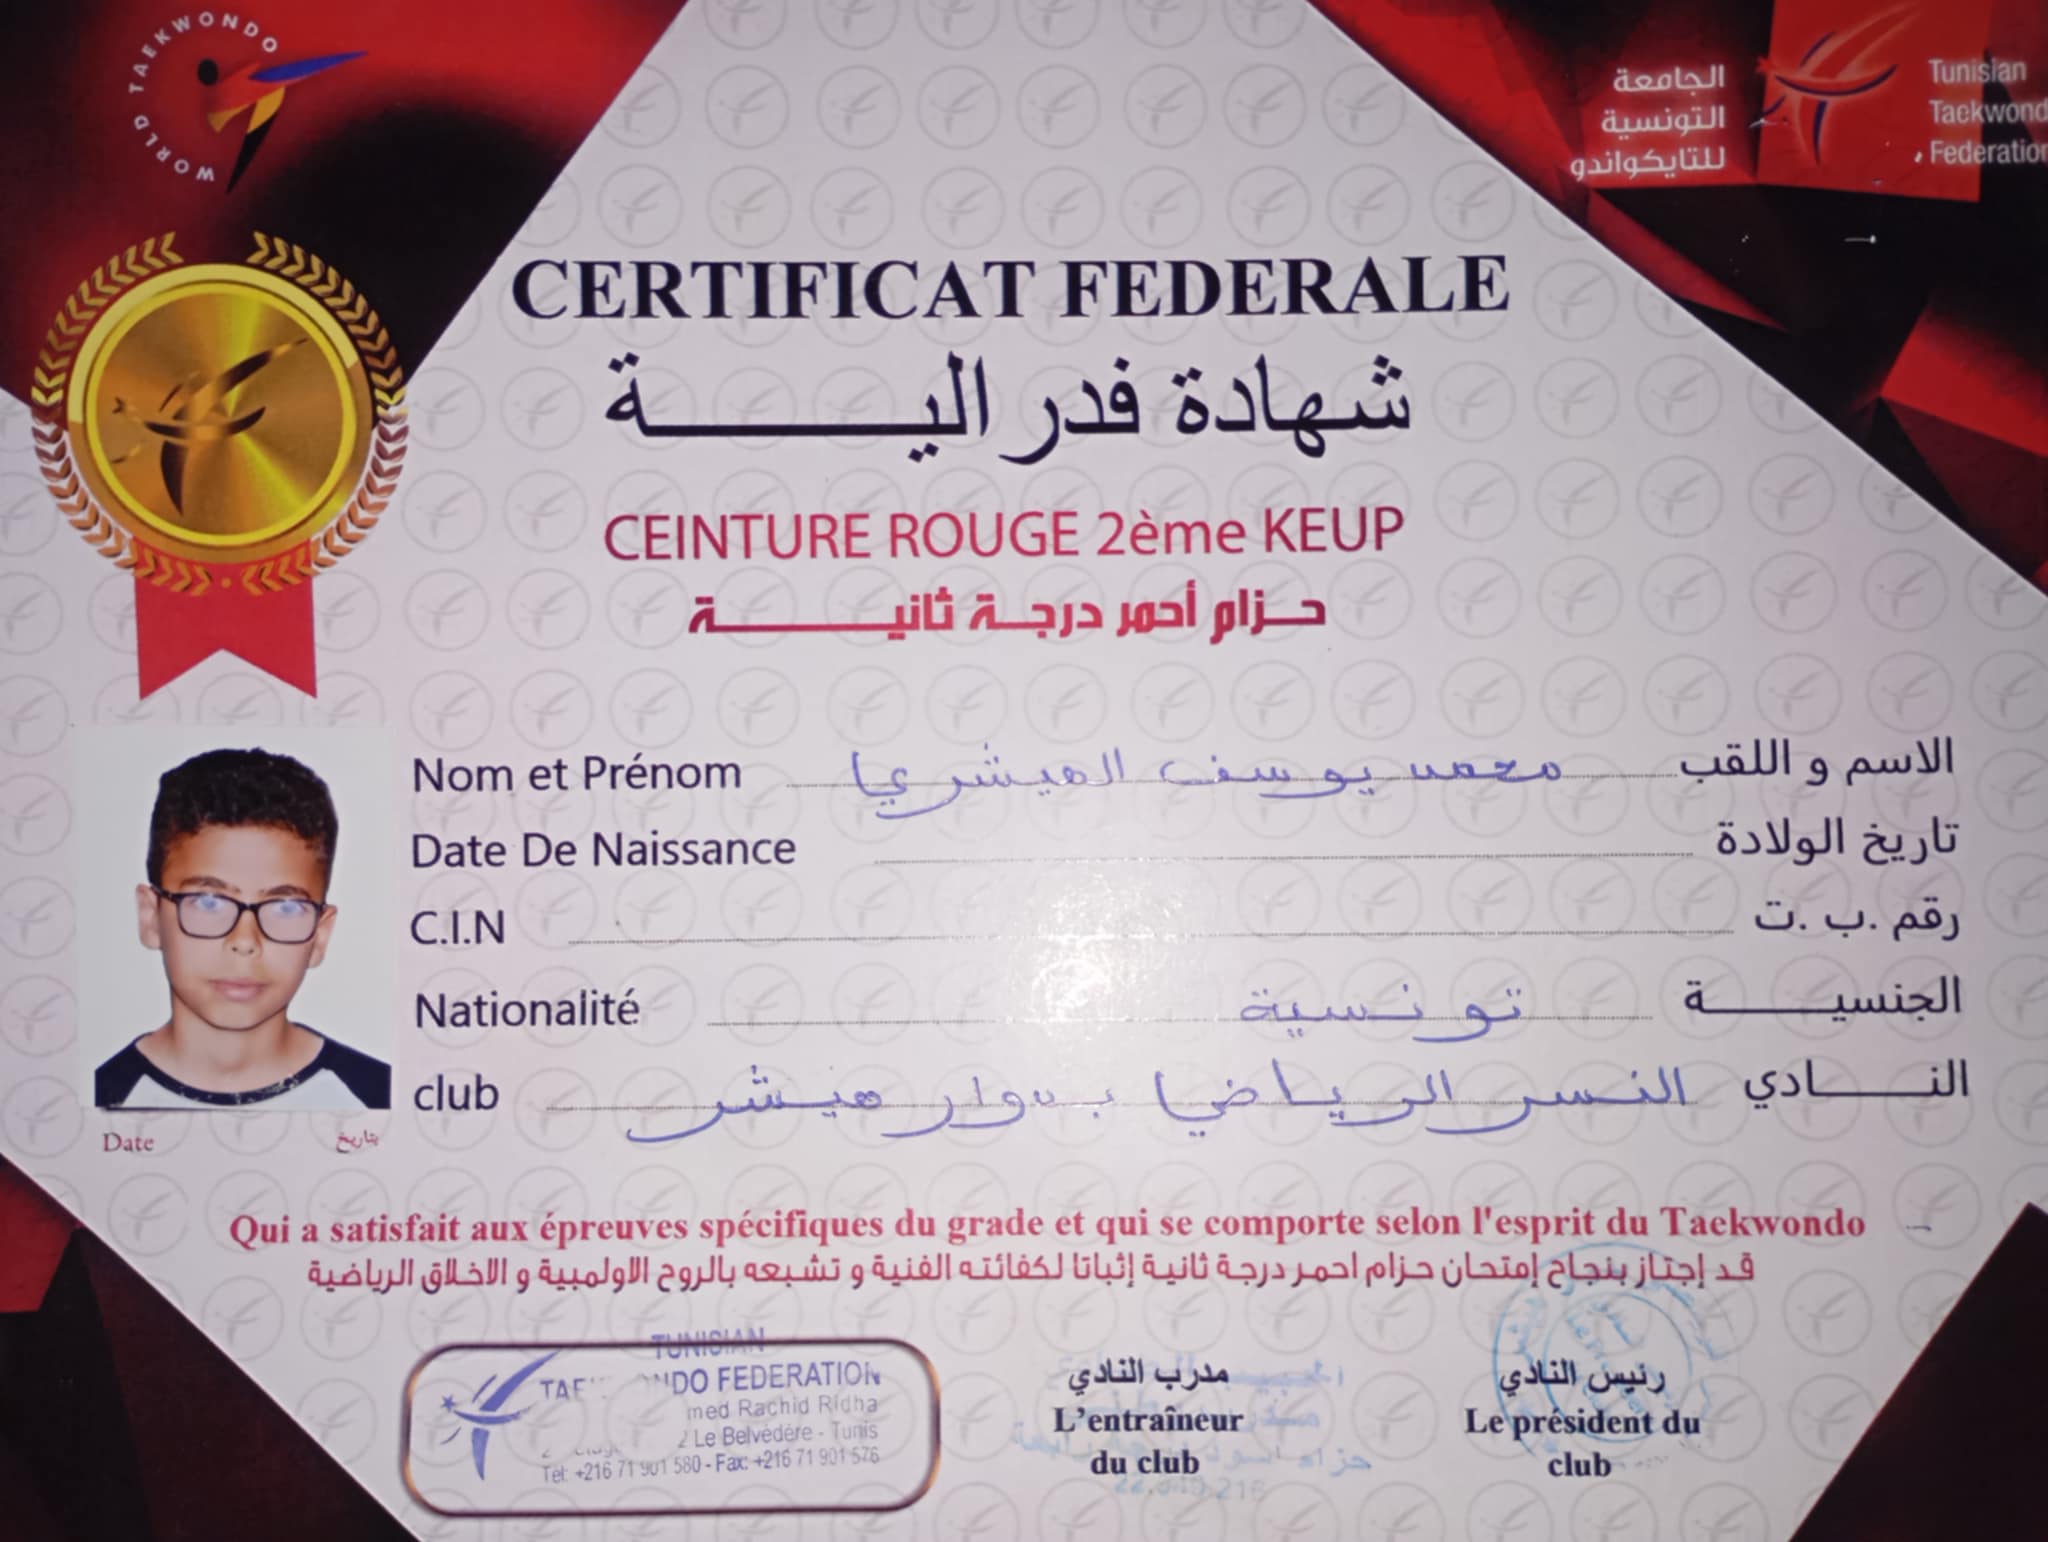 WORLD TAEKWONDO
الجامعة
التونسية
للتايكواندو
Tunisian
Taekwondo
Federation
CERTIFICAT FEDERALE
شهادة فدرالية
CEINTURE ROUGE 2ème KEUP
حزام أحمر درجة ثانية
Nom et Prénom محمد يوسف الهيشري الاسم و اللقب
Date De Naissance تاريخ الولادة
C.I.N رقم .ب .ت
Nationalité تونسية الجنسية
club النسر الرياضي بدوار هيشر النادي
Date بتاريخ
Qui a satisfait aux épreuves spécifiques du grade et qui se comporte selon l'esprit du Taekwondo
قد إجتاز بنجاح إمتحان حزام احمر درجة ثانية إثباتا لكفائته الفنية و تشبعه بالروح الاولمبية و الاخلاق الرياضية
TUNISIAN
FEDERATION
Rachid Ridha
Le Belvédère - Tunis
Tel: +216 71 901 580 - Fax: +216 71 901 576
مدرب النادي
L'entraîneur
du club
رئيس النادي
Le président du
club